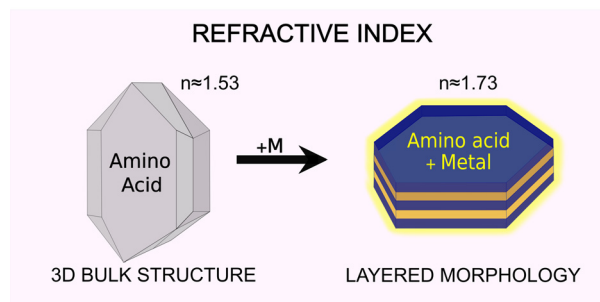 REFRACTIVE INDEX
n≈1.53
n≈1.73
Amino
Acid
+M
Amino acid
+ Metal
3D BULK STRUCTURE
LAYERED MORPHOLOGY